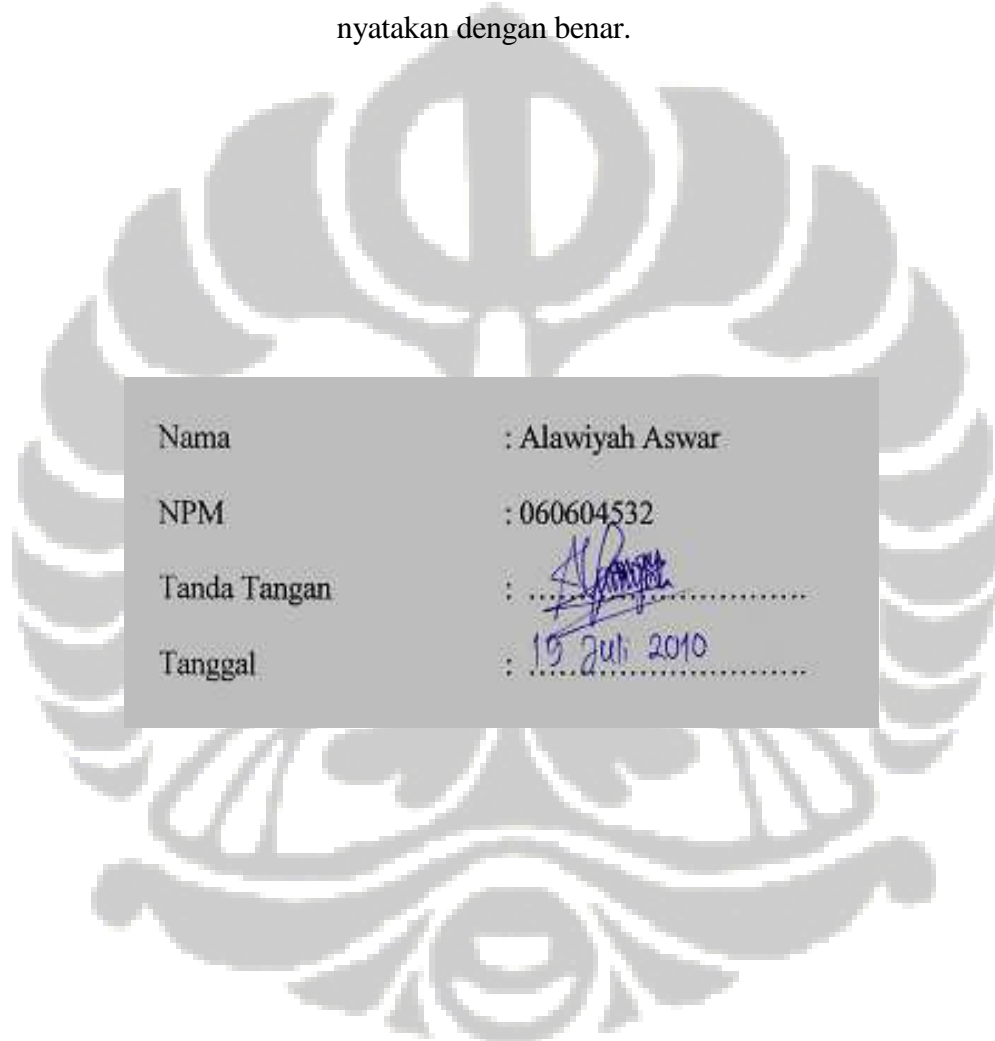 nyatakan dengan benar.
Nama : Alawiyah Aswar
NPM : 060604532
Tanda Tangan : ................................
Tanggal : 19 Juli 2010